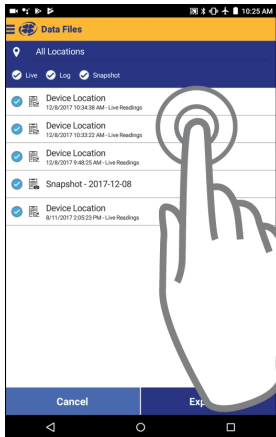 10:25 AM
Data Files
All Locations
Live Log Snapshot
Device Location
12/8/2017 10:34:38 AM - Live Readings
Device Location
12/8/2017 10:33:22 AM - Live Readings
Device Location
12/8/2017 9:48:25 AM - Live Readings
Snapshot - 2017-12-08
Device Location
8/11/2017 2:05:23 PM - Live Readings
Cancel
Exp